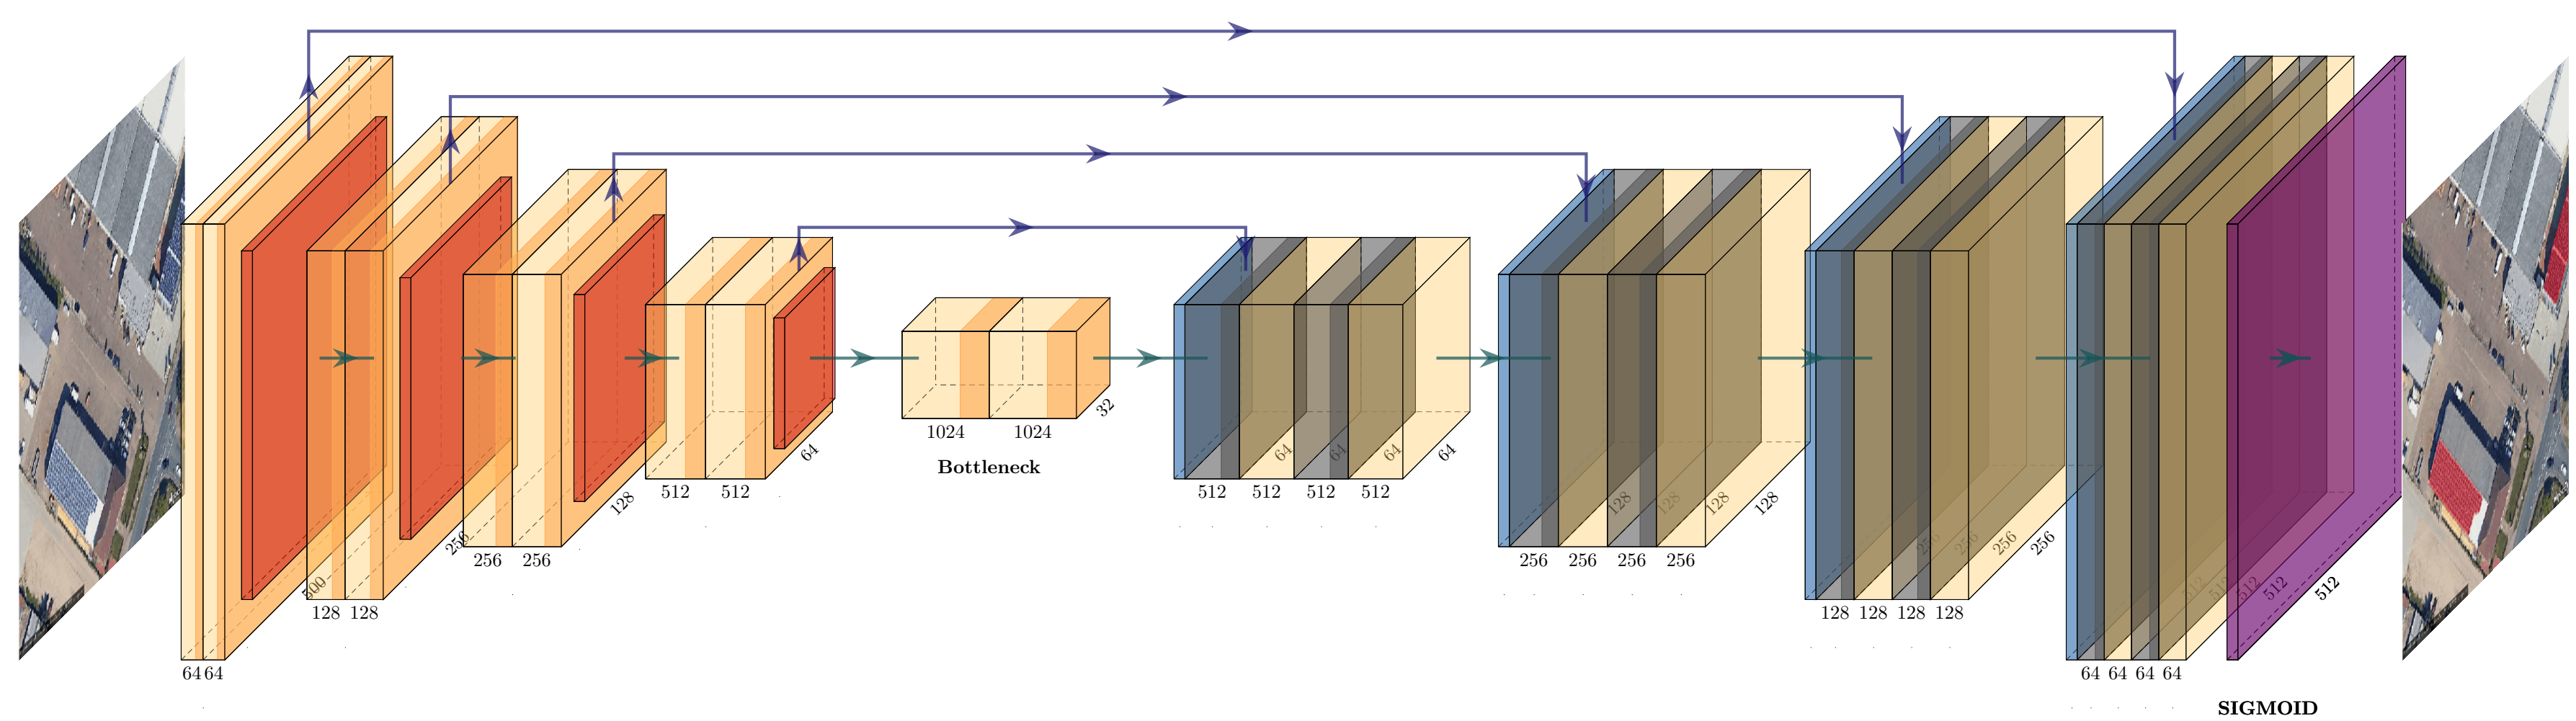 64 64
500
128 128
256
256 256
128
512 512
64
1024 1024
32
Bottleneck
512 512 512 512
64 64 64 64
256 256 256 256
128 128 128 128
128 128 128 128
256 256 256 256
64 64 64 64
512 512 512 512
512
SIGMOID